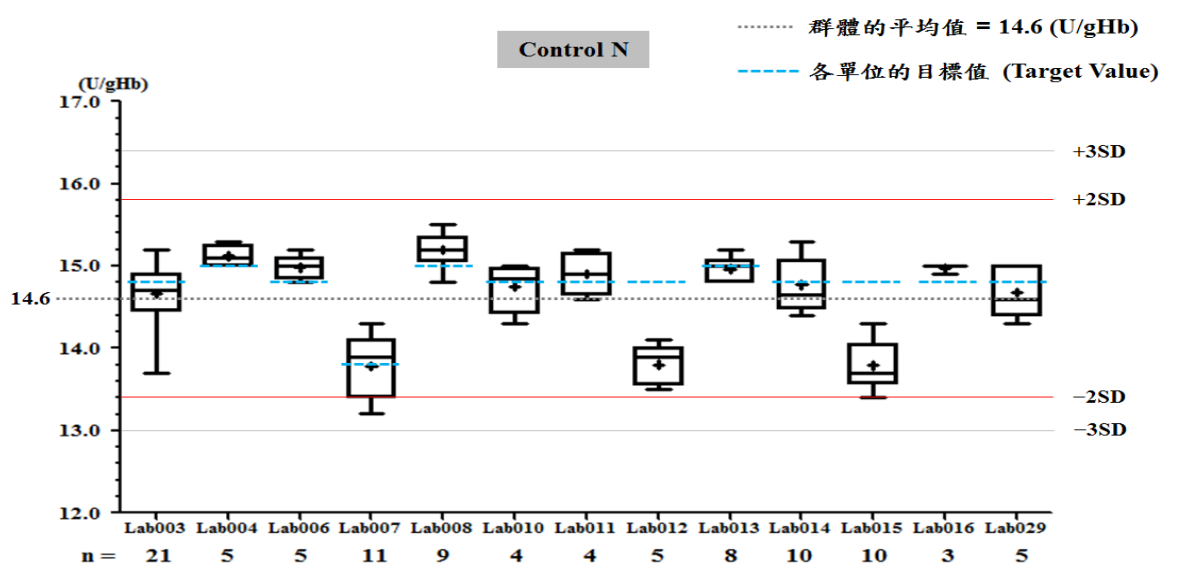 群體的平均值 = 14.6 (U/gHb)
Control N
各單位的目標值 (Target Value)
(U/gHb)
17.0
+3SD
16.0
+2SD
15.0
14.6
14.0
−2SD
13.0
−3SD
12.0
Lab003 Lab004 Lab006 Lab007 Lab008 Lab010 Lab011 Lab012 Lab013 Lab014 Lab015 Lab016 Lab029
n = 21 5 5 11 9 4 4 5 8 10 10 3 5